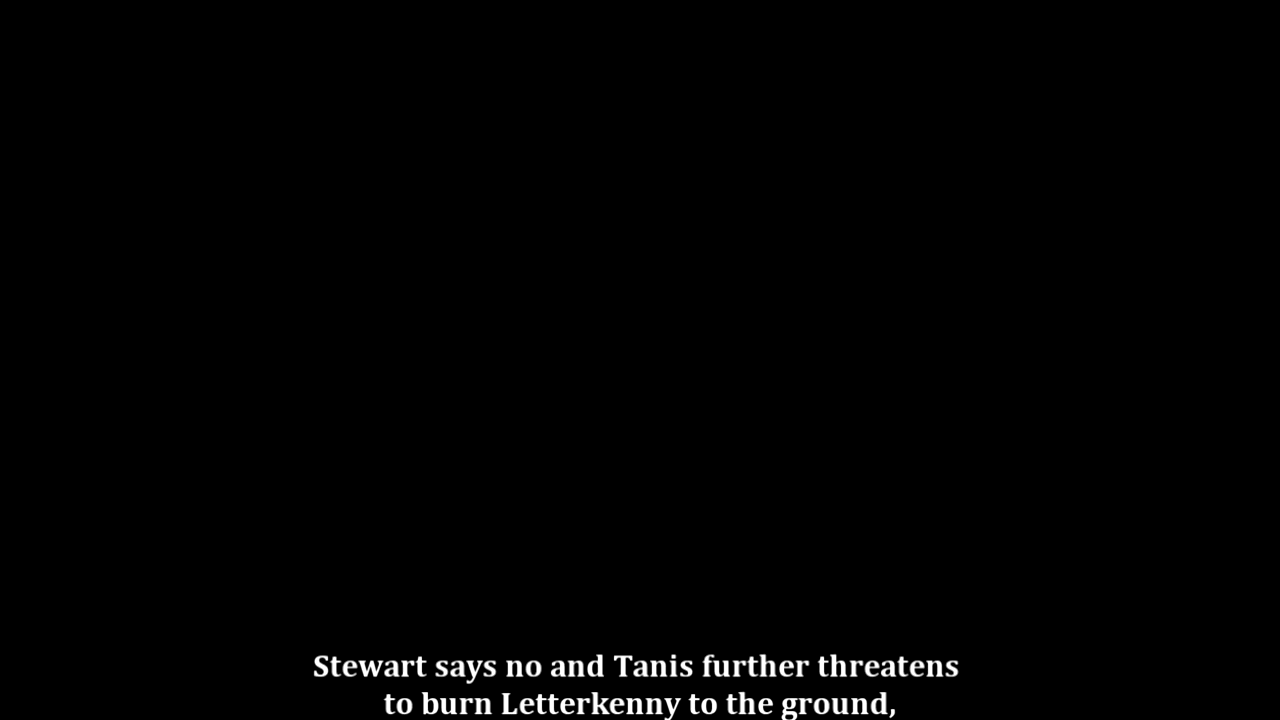 Stewart says no and Tanis further threatens
to burn Letterkenny to the ground,